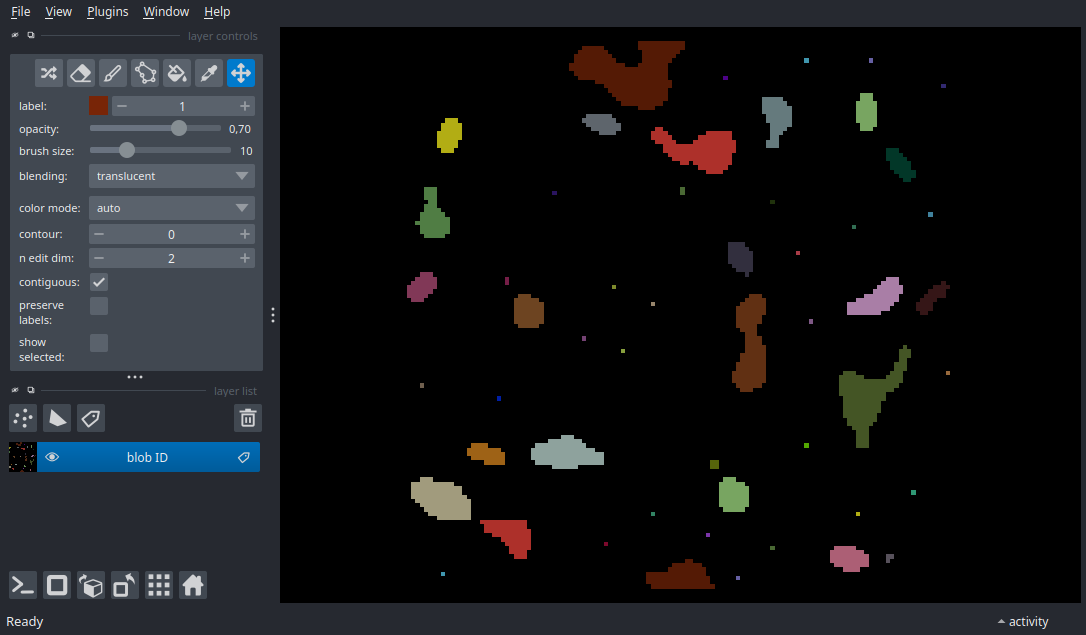 File View Plugins Window Help
layer controls
label: 1
opacity: 0,70
brush size: 10
blending: translucent
color mode: auto
contour: 0
n edit dim: 2
contiguous:
preserve
labels:
show
selected:
layer list
blob ID
Ready activity